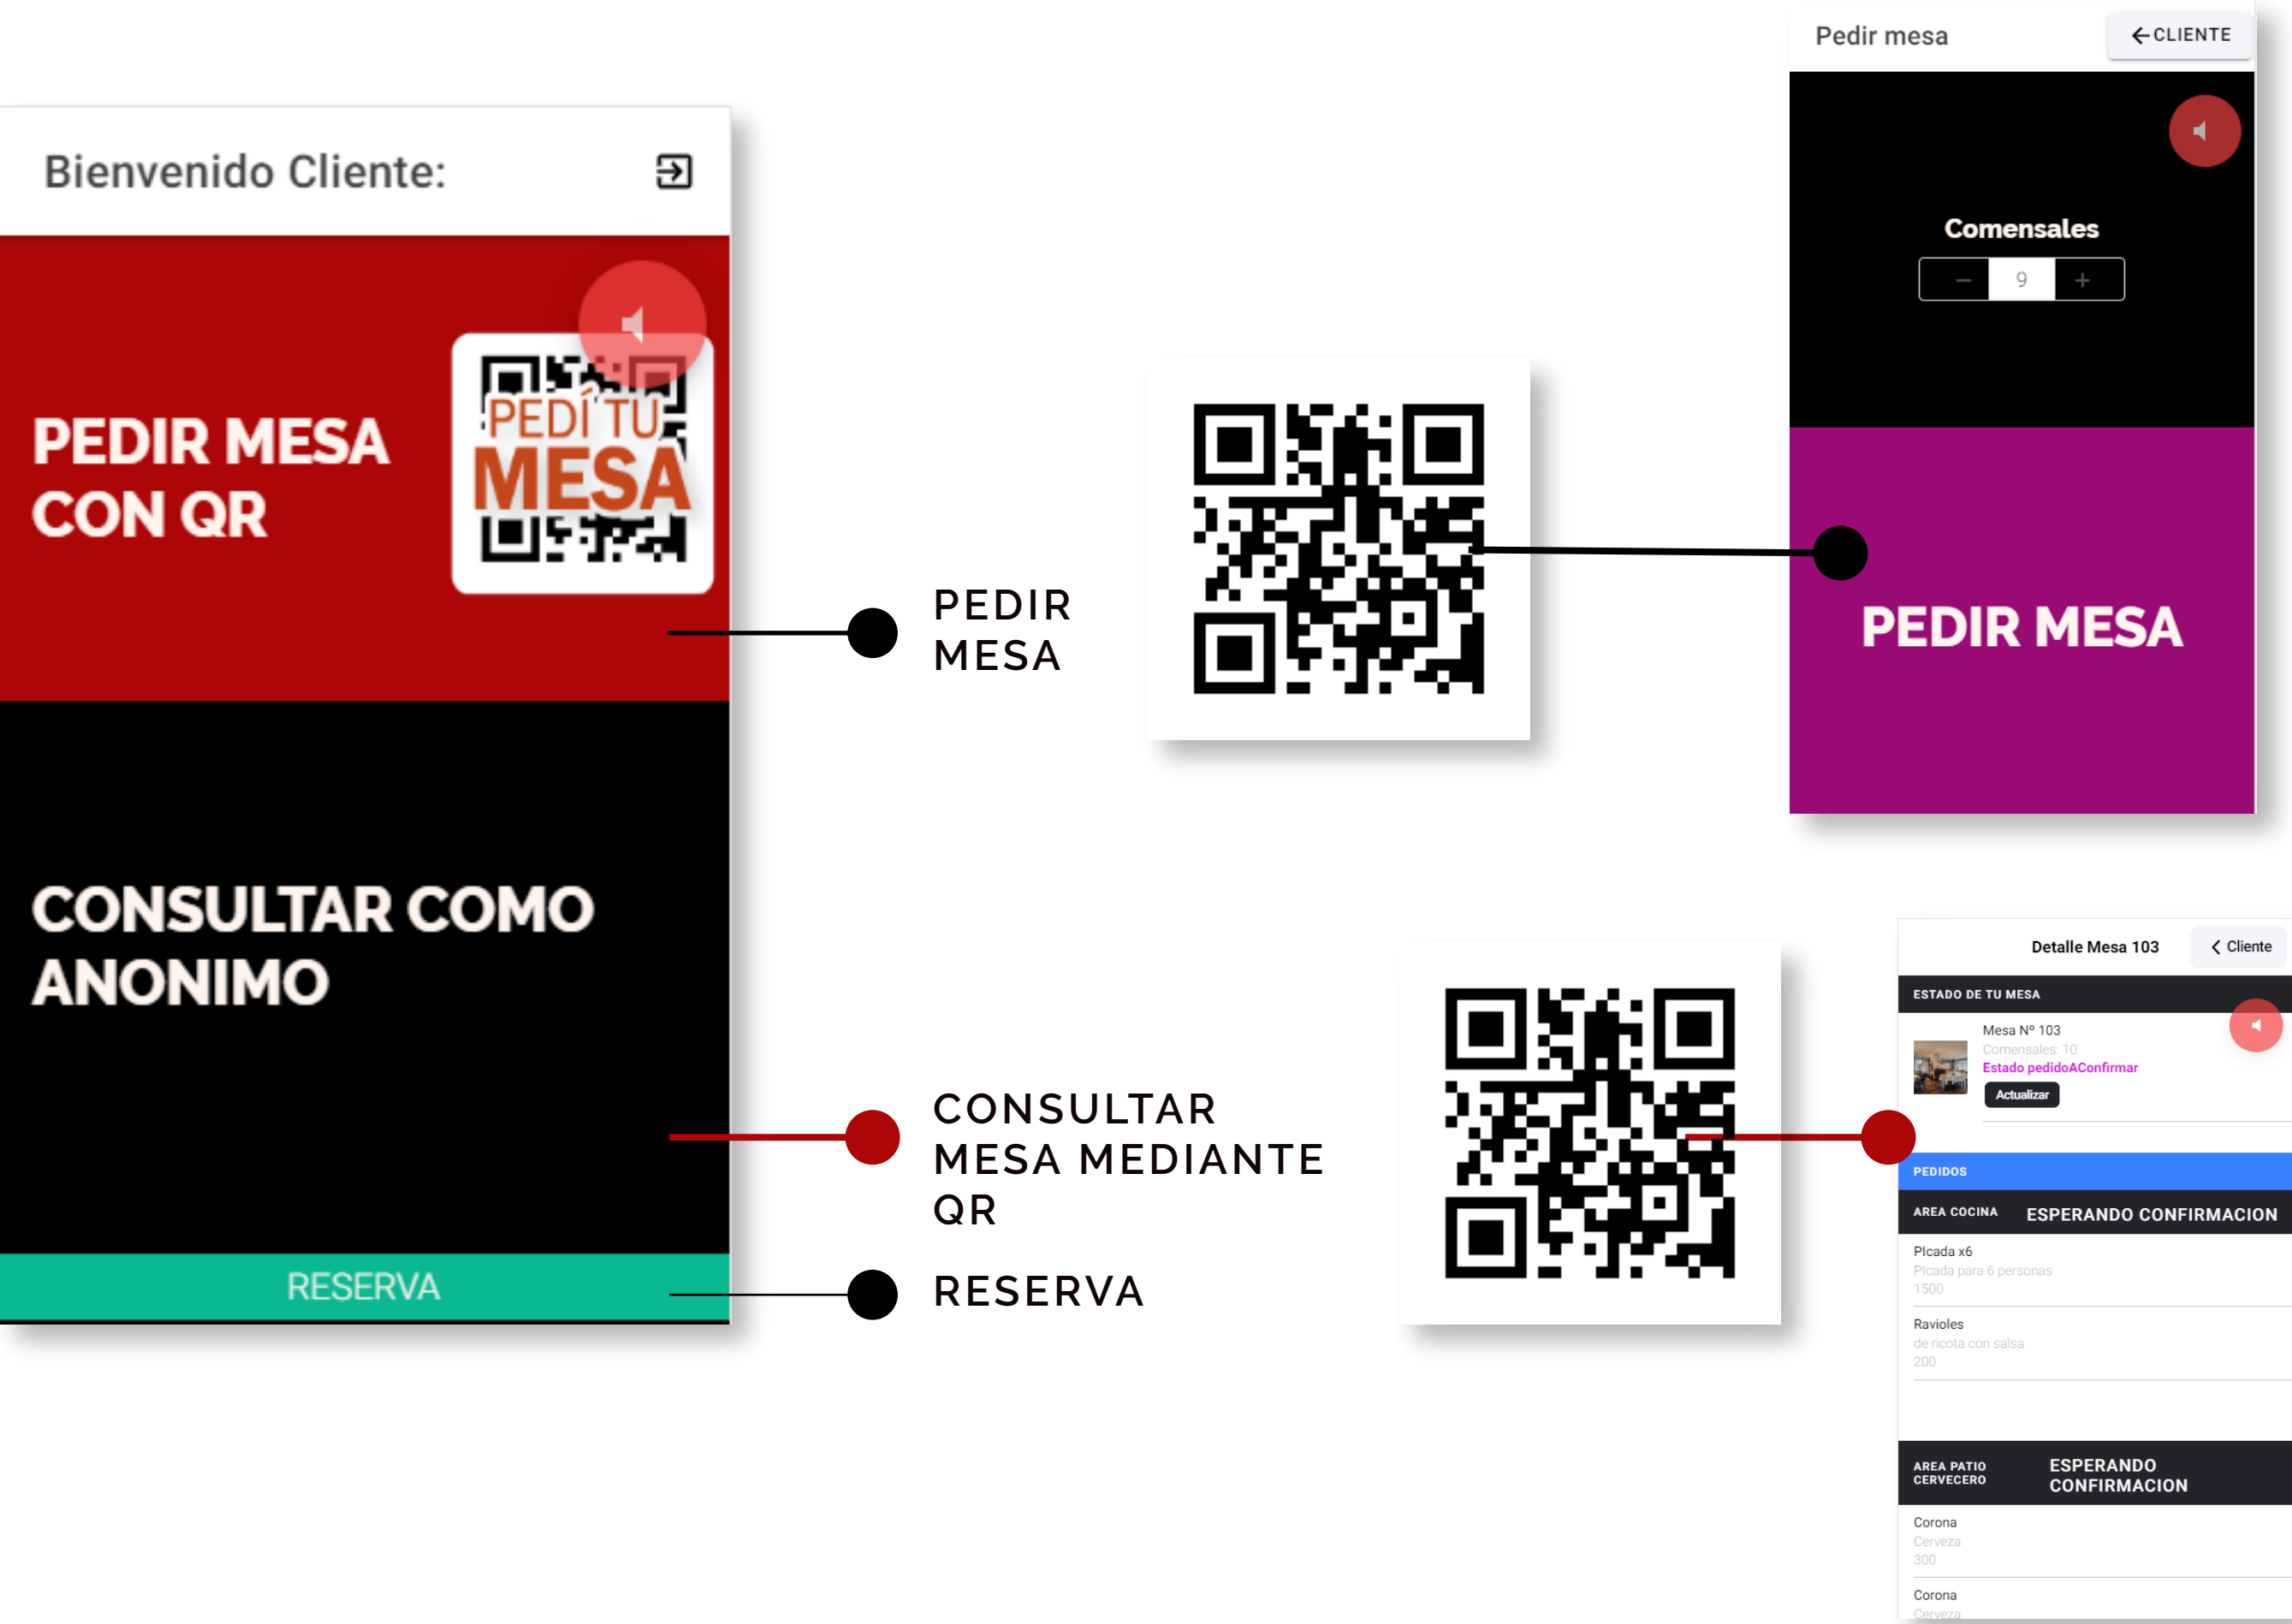 Bienvenido Cliente:
PEDIR MESA
CON QR
PEDÍ TU
MESA
CONSULTAR COMO
ANONIMO
RESERVA
PEDIR
MESA
CONSULTAR
MESA MEDIANTE
QR
RESERVA
Pedir mesa
CLIENTE
Comensales
− 9 +
PEDIR MESA
Detalle Mesa 103
Cliente
ESTADO DE TU MESA
Mesa Nº 103
Comensales: 10
Estado pedidoAConfirmar
Actualizar
PEDIDOS
AREA COCINA ESPERANDO CONFIRMACION
PIcada x6
PIcada para 6 personas
1500
Ravioles
de ricota con salsa
200
AREA PATIO
CERVECERO
ESPERANDO
CONFIRMACION
Corona
Cerveza
300
Corona
Cerveza